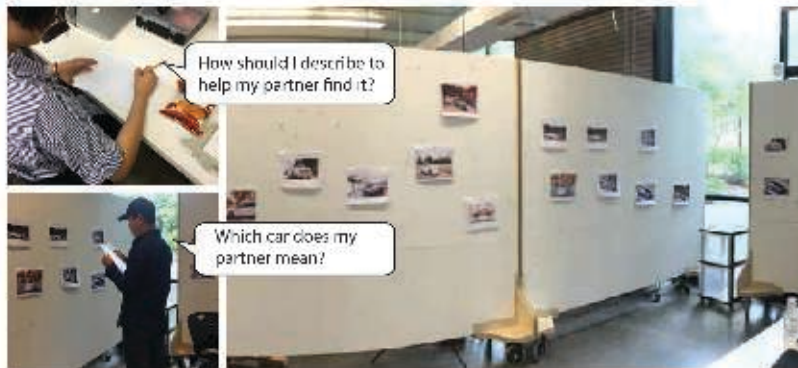 How should I describe to
help my partner find it?
Which car does my
partner mean?